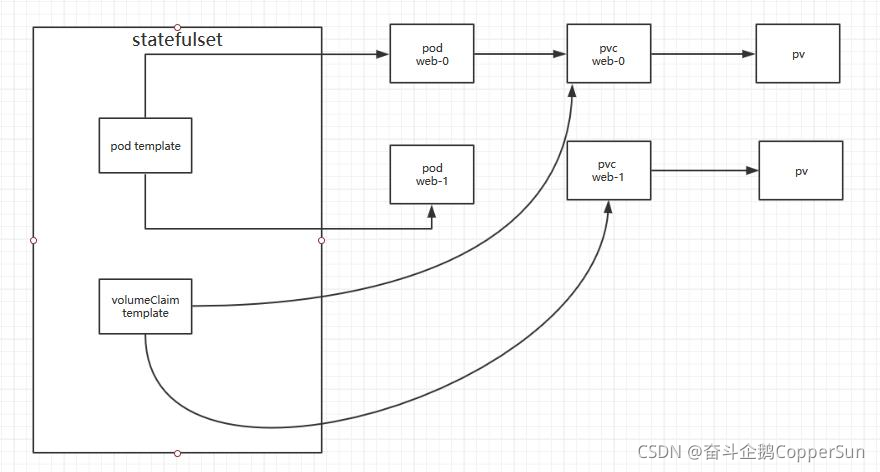 statefulset
pod
web-0
pvc
web-0
pv
pod template
pod
web-1
pvc
web-1
pv
volumeClaim
template
CSDN @奋斗企鹅CopperSun